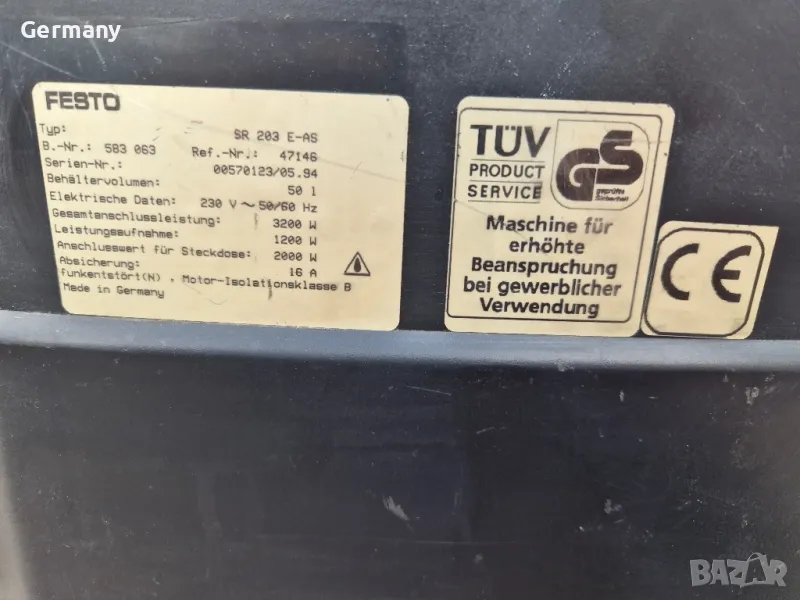 Germany
FESTO
Typ: SR 203 E-AS
B.-Nr.: 583 063 Ref.-Nr.: 47146
Serien-Nr.: 00570123/05.94
Behältervolumen: 50 l
Elektrische Daten: 230 V ~ 50/60 Hz
Gesamtanschlussleistung: 3200 W
Leistungsaufnahme: 1200 W
Anschlusswert für Steckdose: 2000 W
Absicherung: 16 A
funkentstört(N) , Motor-Isolationsklasse B
Made in Germany
TÜV
PRODUCT
SERVICE
GS
geprüfte
Sicherheit
Maschine für
erhöhte
Beanspruchung
bei gewerblicher
Verwendung
CE
BAZAR